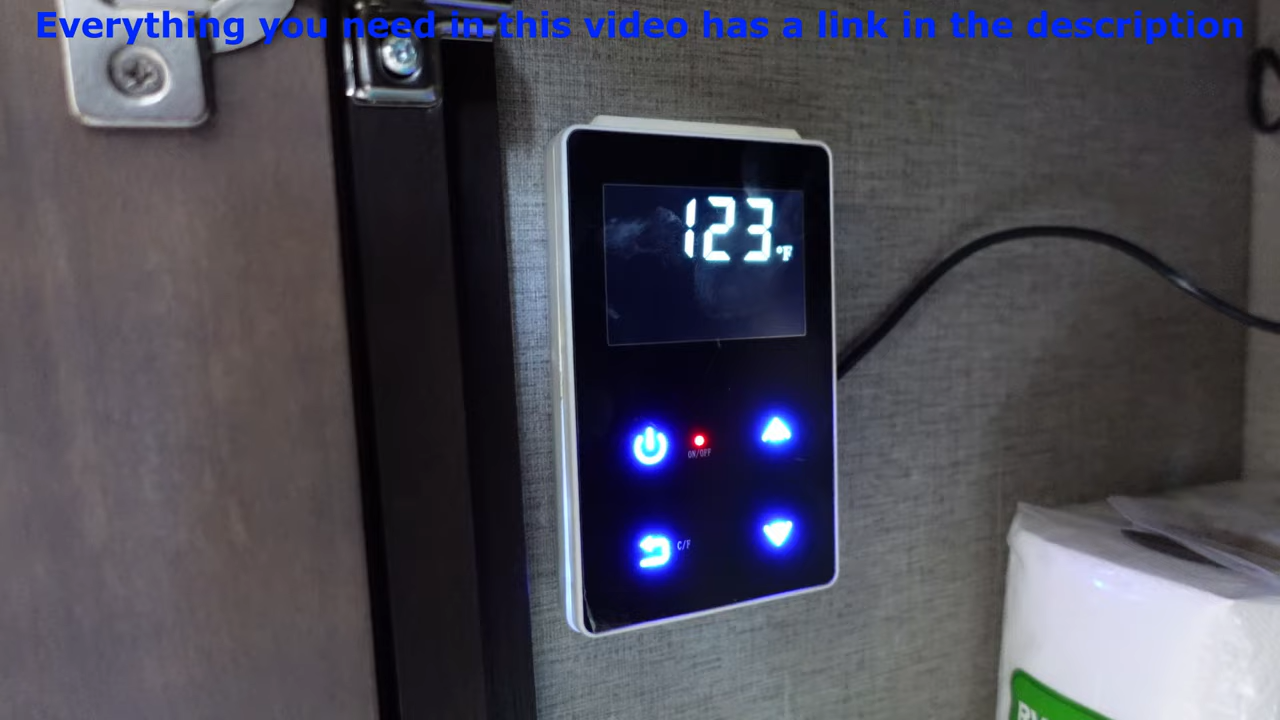 Everything you need in this video has a link in the description
123°F
ON/OFF
C/F